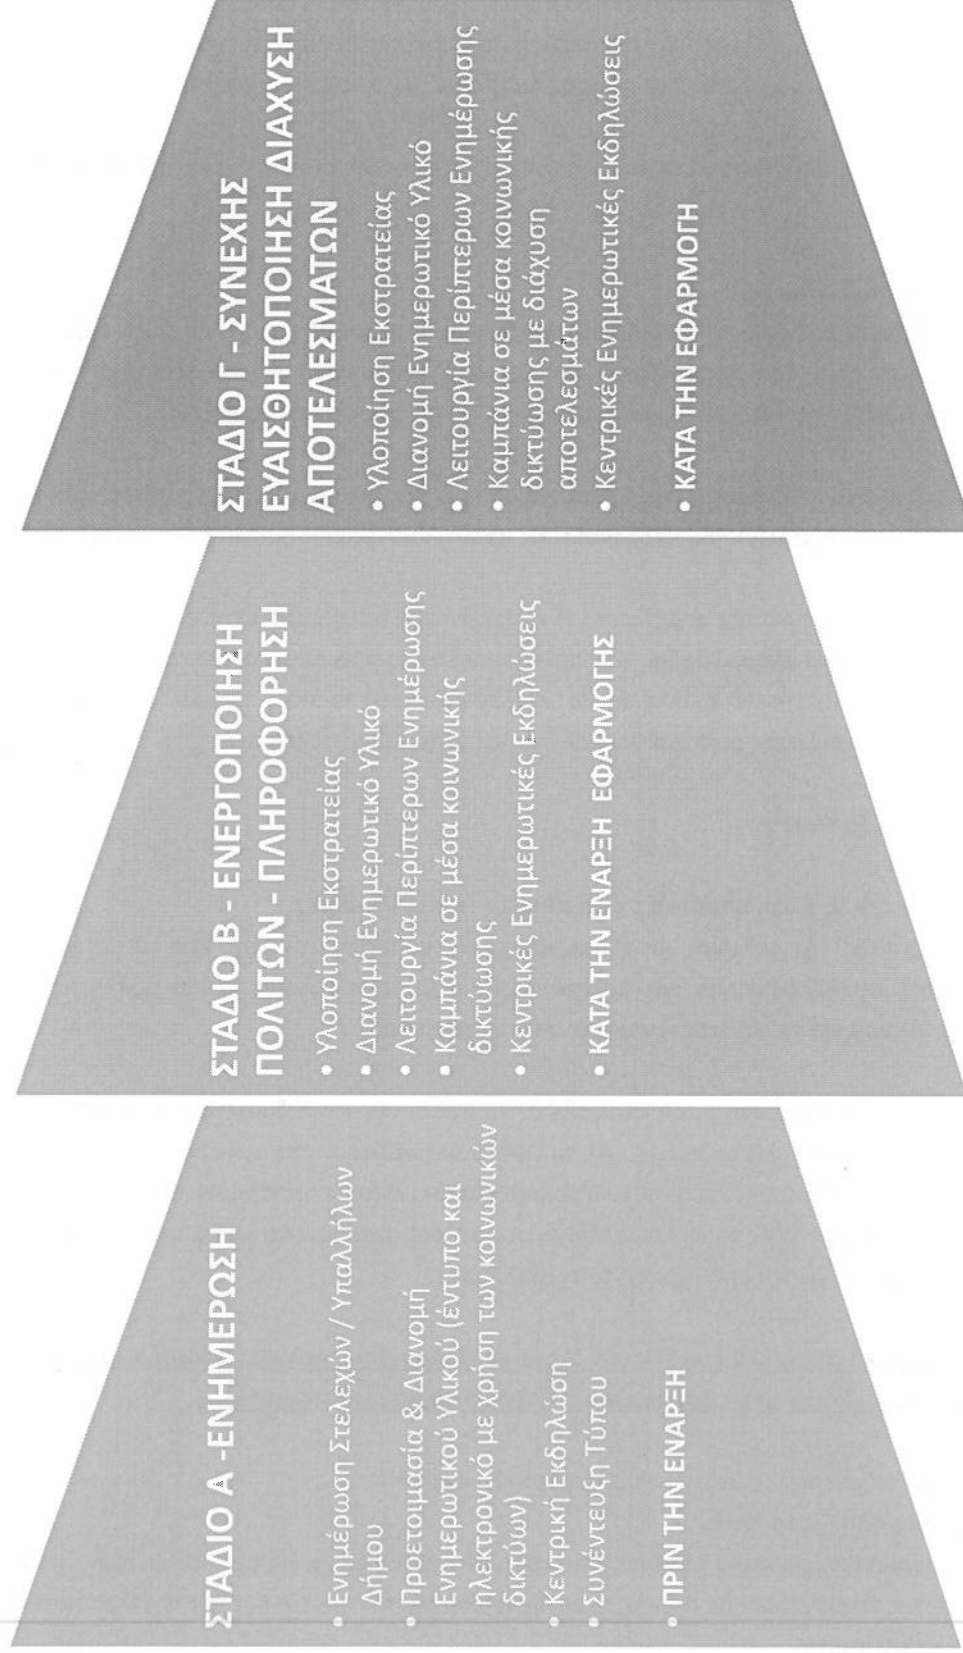 ΣΤΑΔΙΟ Α -ΕΝΗΜΕΡΩΣΗ
• Ενημέρωση Στελεχών / Υπαλλήλων
Δήμου
• Προετοιμασία & Διανομή
Ενημερωτικού Υλικού (έντυπο και
ηλεκτρονικό με χρήση των κοινωνικών
δικτύων)
• Κεντρική Εκδήλωση
• Συνέντευξη Τύπου
• ΠΡΙΝ ΤΗΝ ΕΝΑΡΞΗ
ΣΤΑΔΙΟ Β - ΕΝΕΡΓΟΠΟΙΗΣΗ
ΠΟΛΙΤΩΝ - ΠΛΗΡΟΦΟΡΗΣΗ
• Υλοποίηση Εκστρατείας
• Διανομή Ενημερωτικό Υλικό
• Λειτουργία Περίπτερων Ενημέρωσης
• Καμπάνια σε μέσα κοινωνικής
δικτύωσης
• Κεντρικές Ενημερωτικές Εκδηλώσεις
• ΚΑΤΑ ΤΗΝ ΕΝΑΡΞΗ ΕΦΑΡΜΟΓΗΣ
ΣΤΑΔΙΟ Γ - ΣΥΝΕΧΗΣ
ΕΥΑΙΣΘΗΤΟΠΟΙΗΣΗ ΔΙΑΧΥΣΗ
ΑΠΟΤΕΛΕΣΜΑΤΩΝ
• Υλοποίηση Εκστρατείας
• Διανομή Ενημερωτικό Υλικό
• Λειτουργία Περίπτερων Ενημέρωσης
• Καμπάνια σε μέσα κοινωνικής
δικτύωσης με διάχυση
αποτελεσμάτων
• Κεντρικές Ενημερωτικές Εκδηλώσεις
• ΚΑΤΑ ΤΗΝ ΕΦΑΡΜΟΓΗ